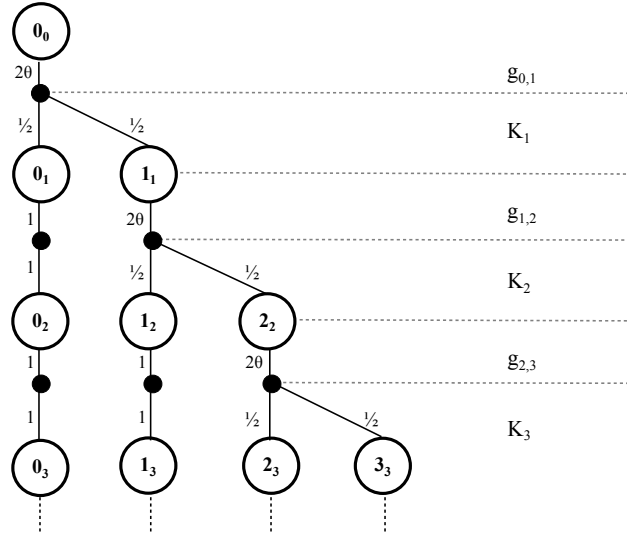 0₀
2θ
g₀,₁
½ ½
K₁
0₁ 1₁
1 2θ
g₁,₂
1 ½ ½
K₂
0₂ 1₂ 2₂
1 1 2θ
g₂,₃
1 1 ½ ½
K₃
0₃ 1₃ 2₃ 3₃